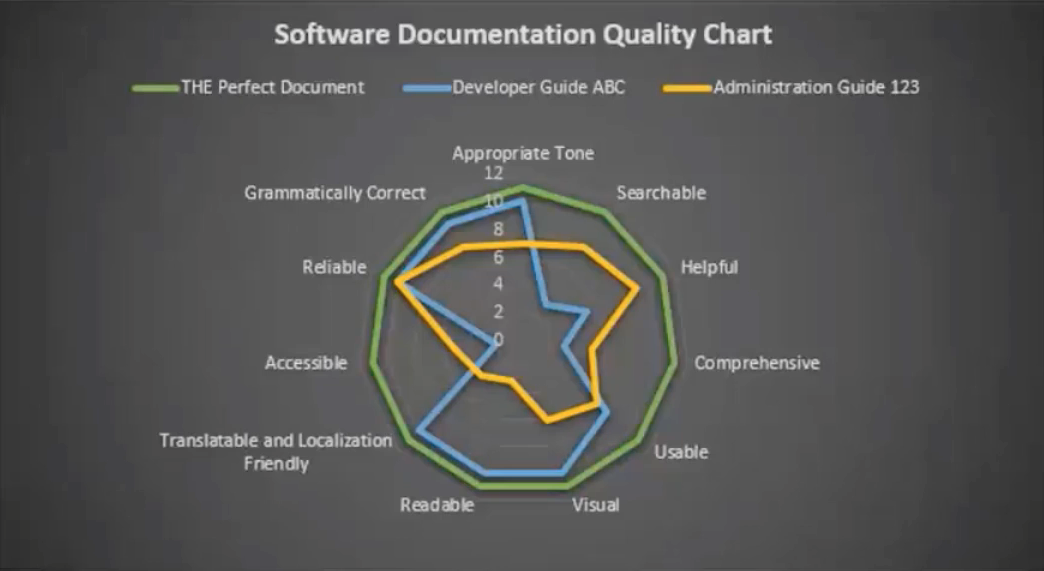 Software Documentation Quality Chart
THE Perfect Document
Developer Guide ABC
Administration Guide 123
Appropriate Tone
12
Grammatically Correct
Searchable
10
8
Reliable
6
Helpful
4
2
0
Accessible
Comprehensive
Translatable and Localization
Friendly
Usable
Readable
Visual